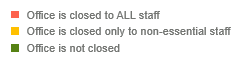 Office is closed to ALL staff
Office is closed only to non-essential staff
Office is not closed